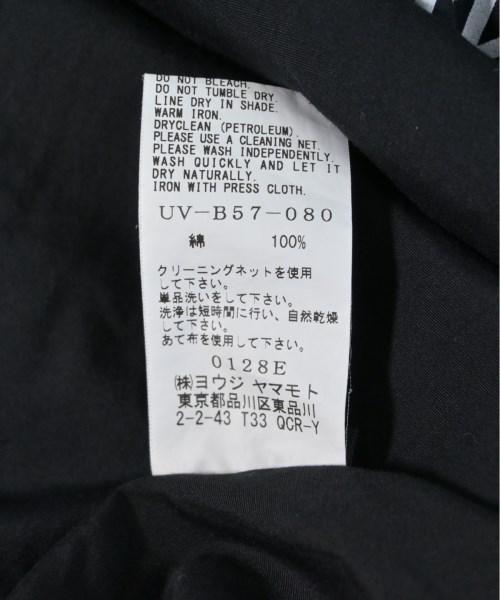 DO NOT BLEACH.
DO NOT TUMBLE DRY.
LINE DRY IN SHADE.
WARM IRON.
DRYCLEAN (PETROLEUM).
PLEASE USE A CLEANING NET.
PLEASE WASH INDEPENDENTLY.
WASH QUICKLY AND LET IT
DRY NATURALLY.
IRON WITH PRESS CLOTH.
UV-B57-080
綿 100%
クリーニングネットを使用
して下さい。
単品洗いをして下さい。
洗浄は短時間に行い、自然乾燥
して下さい。
あて布を使用して下さい。
0128E
㈱ヨウジ ヤマモト
東京都品川区東品川
2-2-43 T33 QCR-Y